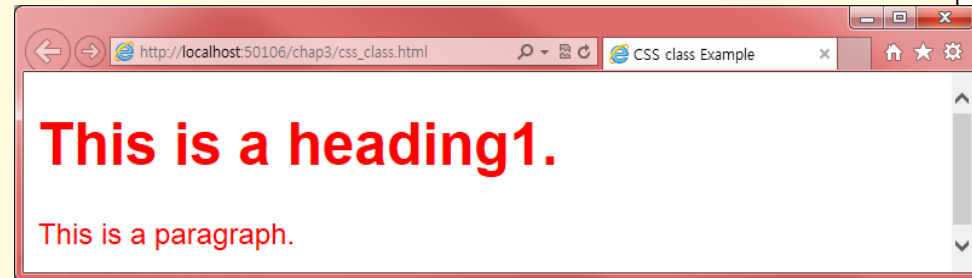 http://localhost:50106/chap3/css_class.html
CSS class Example
This is a heading1.
This is a paragraph.